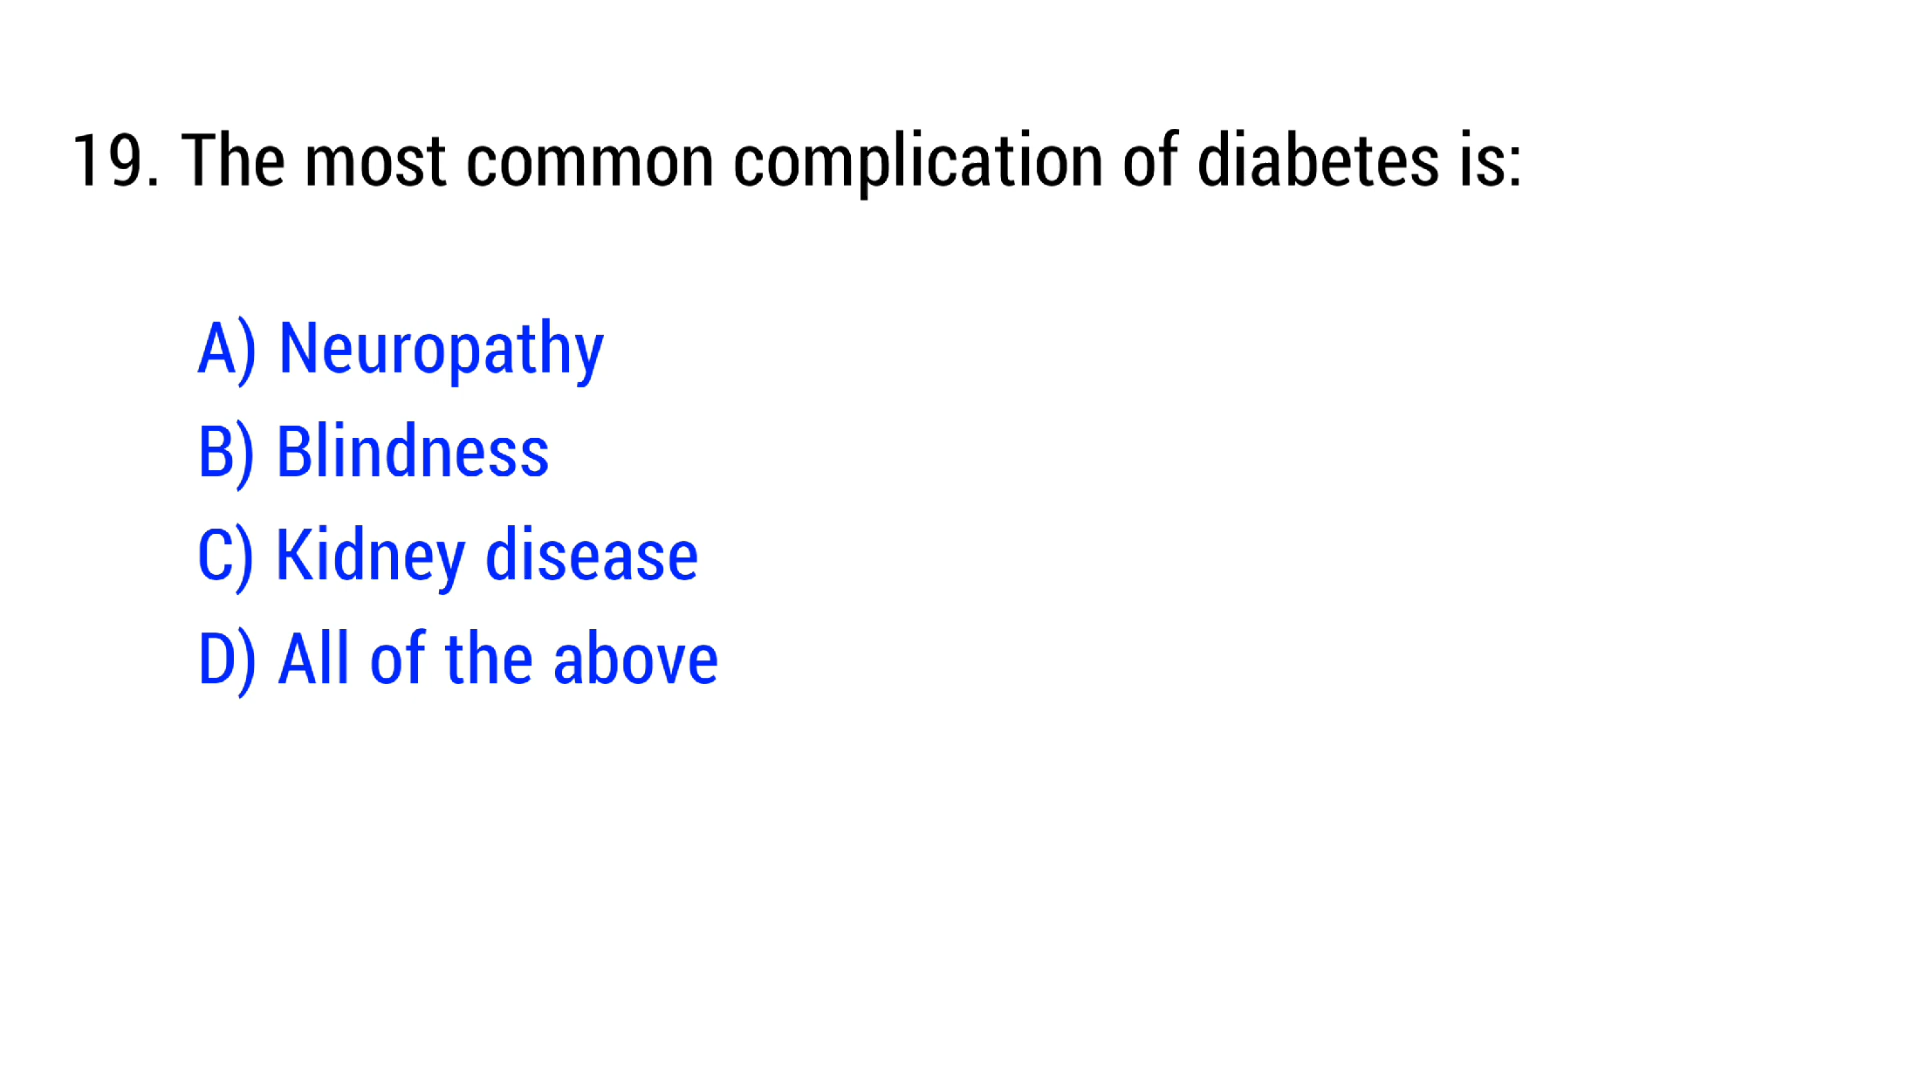 19. The most common complication of diabetes is:
A) Neuropathy
B) Blindness
C) Kidney disease
D) All of the above